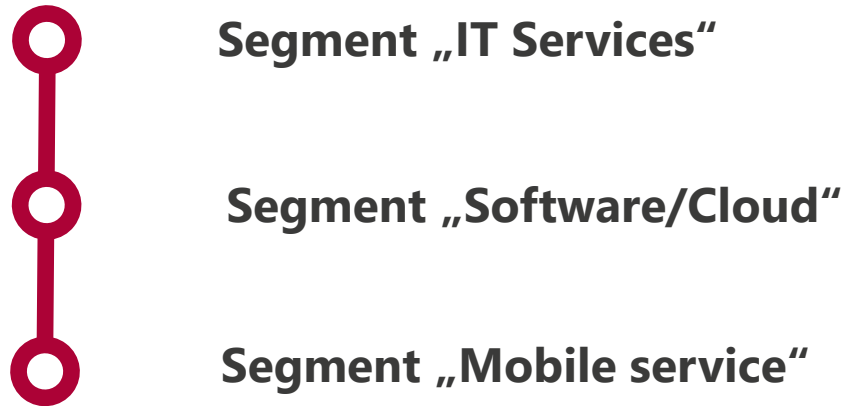 Segment „IT Services“
Segment „Software/Cloud“
Segment „Mobile service“